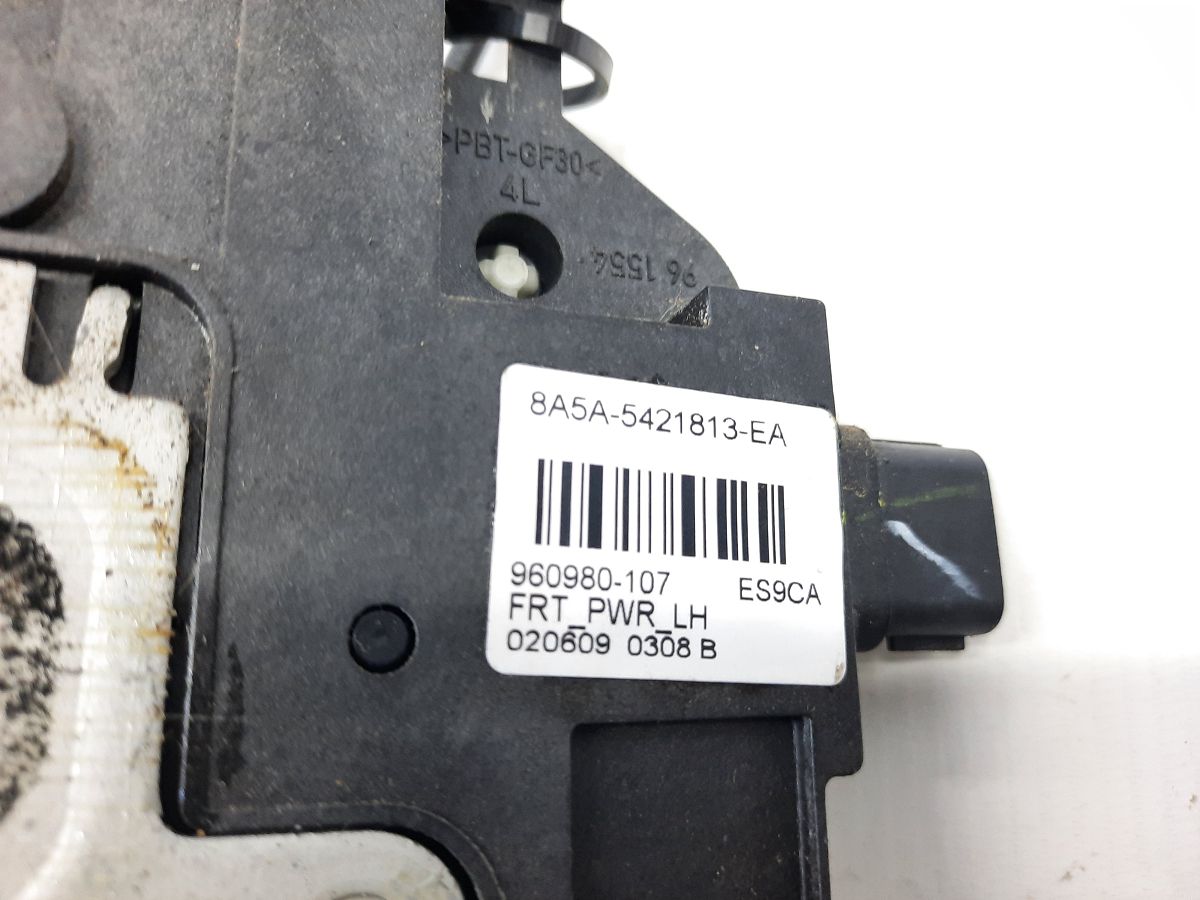 >PBT-GF30<
4L
96 1554
8A5A-5421813-EA
960980-107 ES9CA
FRT_PWR_LH
020609 0308 B